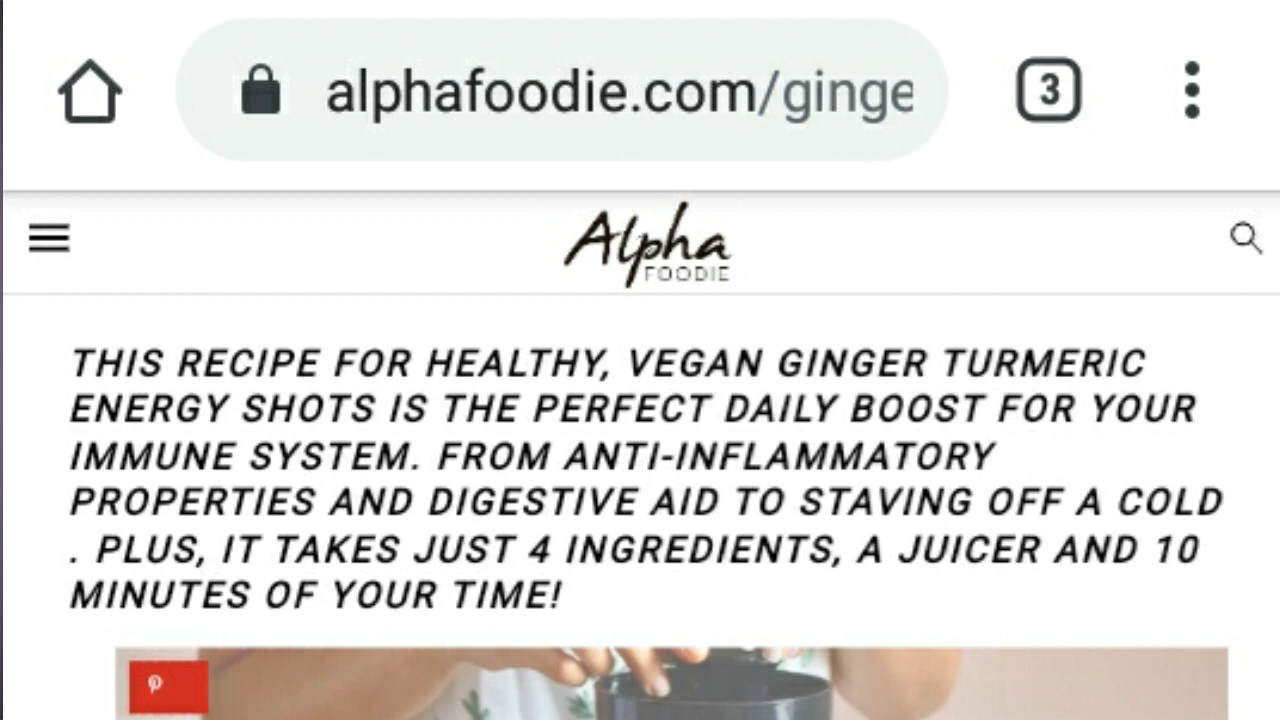 alphafoodie.com/ginge
3
Alpha
FOODIE
THIS RECIPE FOR HEALTHY, VEGAN GINGER TURMERIC
ENERGY SHOTS IS THE PERFECT DAILY BOOST FOR YOUR
IMMUNE SYSTEM. FROM ANTI-INFLAMMATORY
PROPERTIES AND DIGESTIVE AID TO STAVING OFF A COLD
. PLUS, IT TAKES JUST 4 INGREDIENTS, A JUICER AND 10
MINUTES OF YOUR TIME!